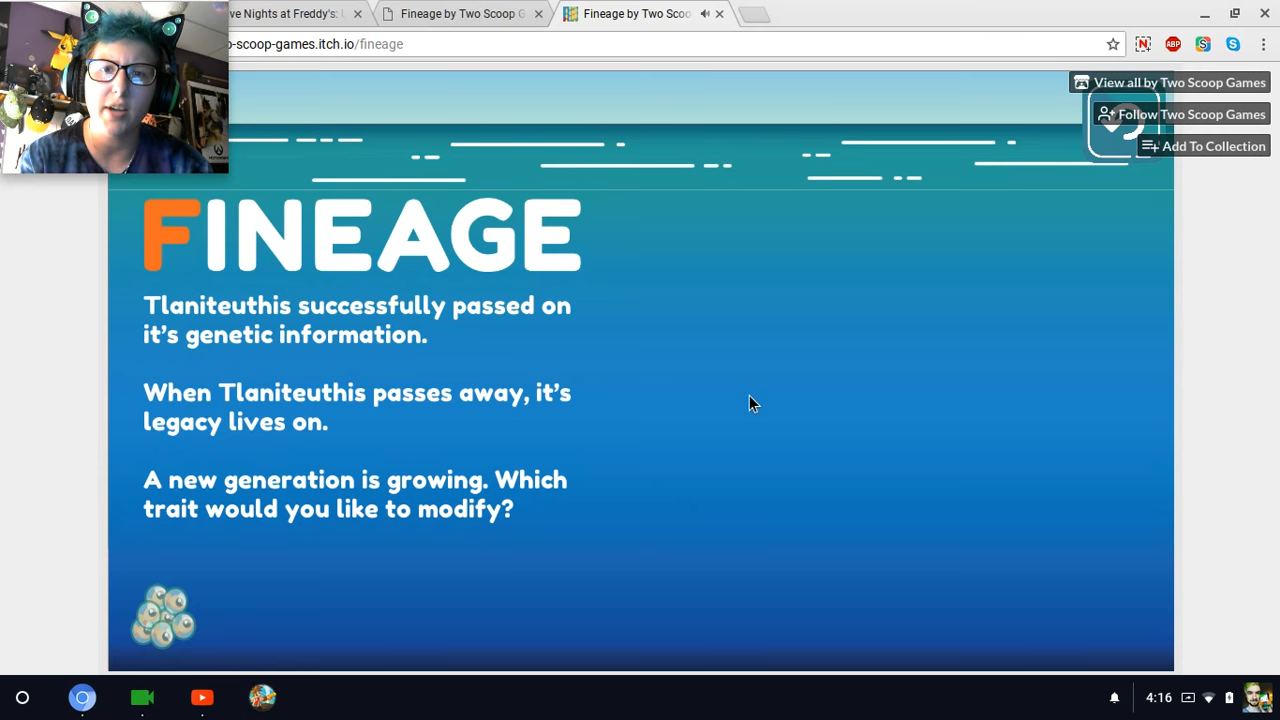 ve Nights at Freddy's:
Fineage by Two Scoop G
Fineage by Two Scoo
o-scoop-games.itch.io/fineage
View all by Two Scoop Games
Follow Two Scoop Games
Add To Collection
FINEAGE
Tlaniteuthis successfully passed on
it's genetic information.
When Tlaniteuthis passes away, it's
legacy lives on.
A new generation is growing. Which
trait would you like to modify?
4:16
ABP
N
S